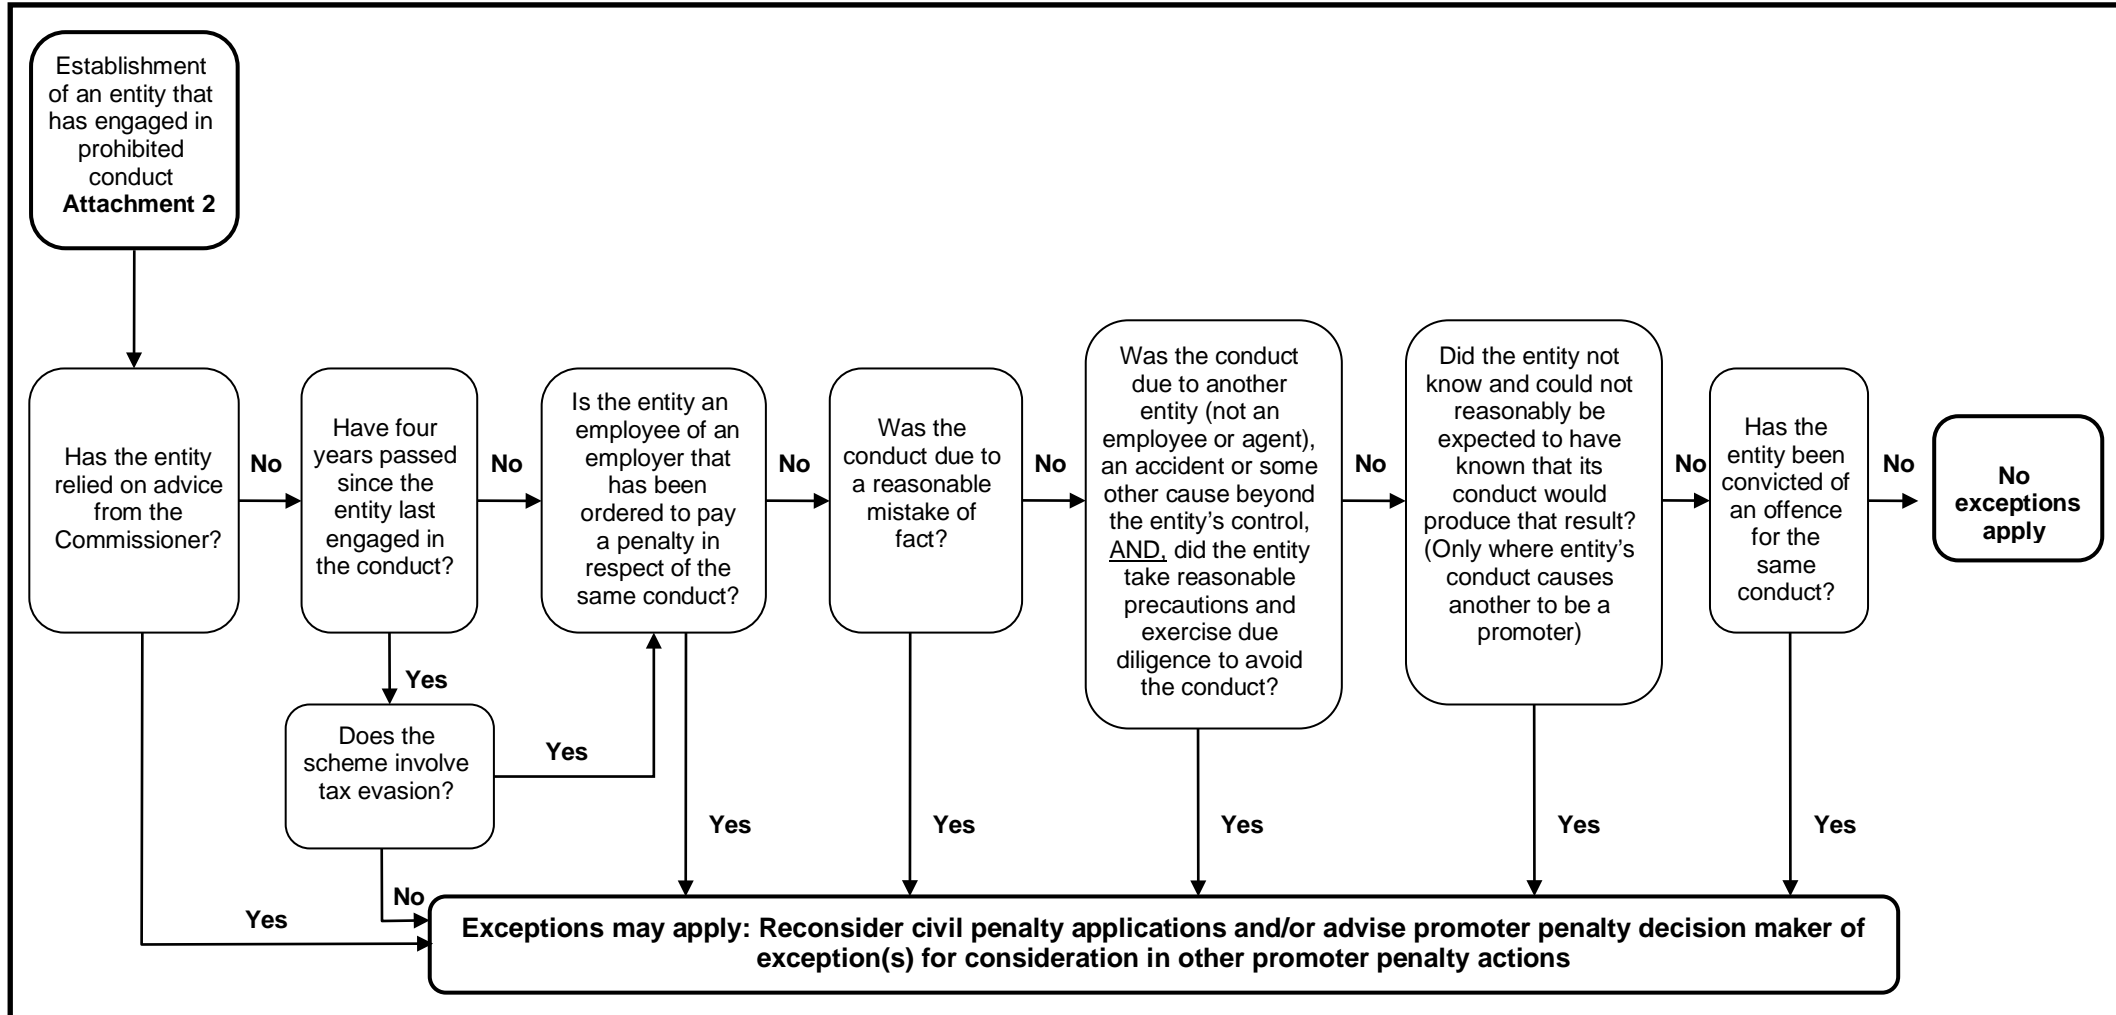 Establishment
of an entity that
has engaged in
prohibited
conduct
Attachment 2
Has the entity
relied on advice
from the
Commissioner?
No
Have four
years passed
since the
entity last
engaged in
the conduct?
No
Is the entity an
employee of an
employer that
has been
ordered to pay
a penalty in
respect of the
same conduct?
No
Was the
conduct due to
a reasonable
mistake of
fact?
No
Was the conduct
due to another
entity (not an
employee or agent),
an accident or some
other cause beyond
the entity’s control,
AND, did the entity
take reasonable
precautions and
exercise due
diligence to avoid
the conduct?
No
Did the entity not
know and could not
reasonably be
expected to have
known that its
conduct would
produce that result?
(Only where entity’s
conduct causes
another to be a
promoter)
No
Has the
entity been
convicted of
an offence
for the
same
conduct?
No
No
exceptions
apply
Yes
Does the
scheme involve
tax evasion?
Yes
Yes
Yes
Yes
Yes
Yes
No
Yes
Exceptions may apply: Reconsider civil penalty applications and/or advise promoter penalty decision maker of
exception(s) for consideration in other promoter penalty actions